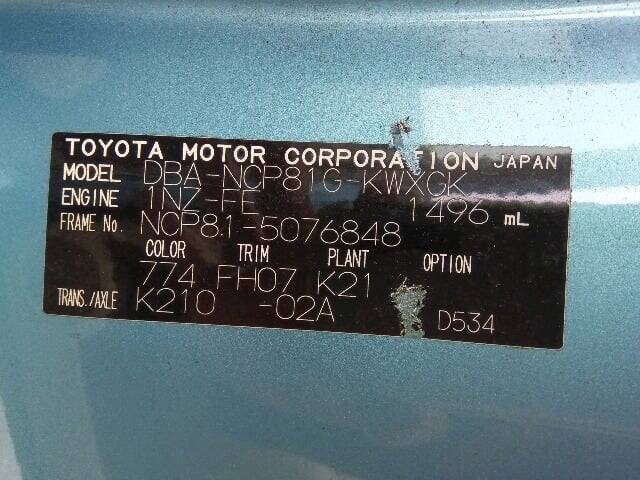 TOYOTA MOTOR CORPORATION JAPAN
MODEL DBA-NCP81G-KWXGK
ENGINE 1NZ-FE 1496 mL
FRAME No. NCP81-5076848
COLOR TRIM PLANT OPTION
774 FH07 K21
TRANS./AXLE K210 -02A
D534